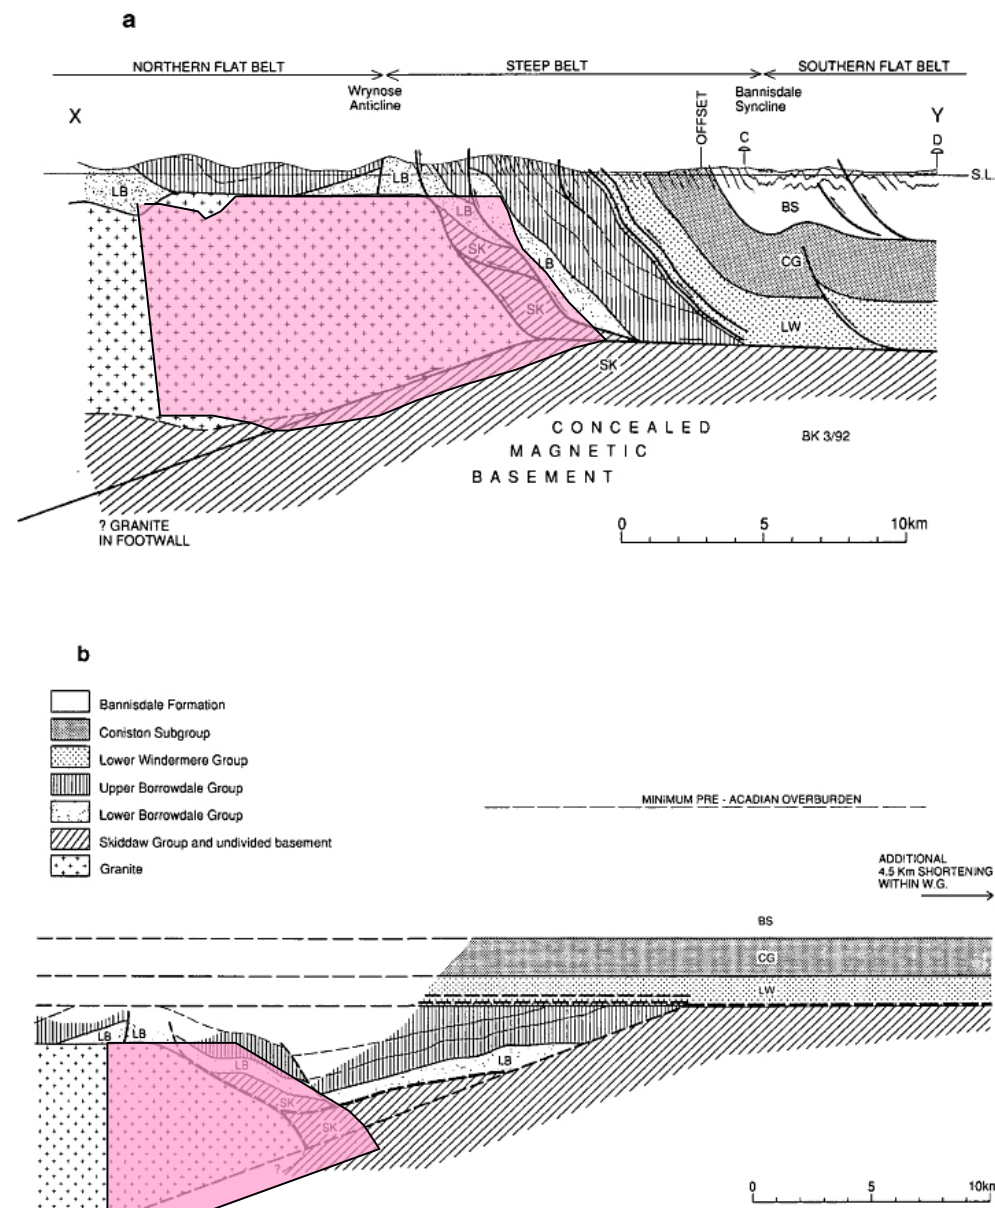 a
NORTHERN FLAT BELT
STEEP BELT
SOUTHERN FLAT BELT
Wrynose
Anticline
Bannisdale
Syncline
X
OFFSET
C
Y
D
S.L.
LB
LB
LB
BS
SK
LB
CG
SK
LW
SK
CONCEALED
MAGNETIC
BASEMENT
BK 3/92
? GRANITE
IN FOOTWALL
0
5
10km
b
Bannisdale Formation
Coniston Subgroup
Lower Windermere Group
Upper Borrowdale Group
Lower Borrowdale Group
Skiddaw Group and undivided basement
Granite
MINIMUM PRE - ACADIAN OVERBURDEN
ADDITIONAL
4.5 Km SHORTENING
WITHIN W.G.
BS
CG
LW
LB
LB
LB
LB
SK
SK
?
0
5
10km